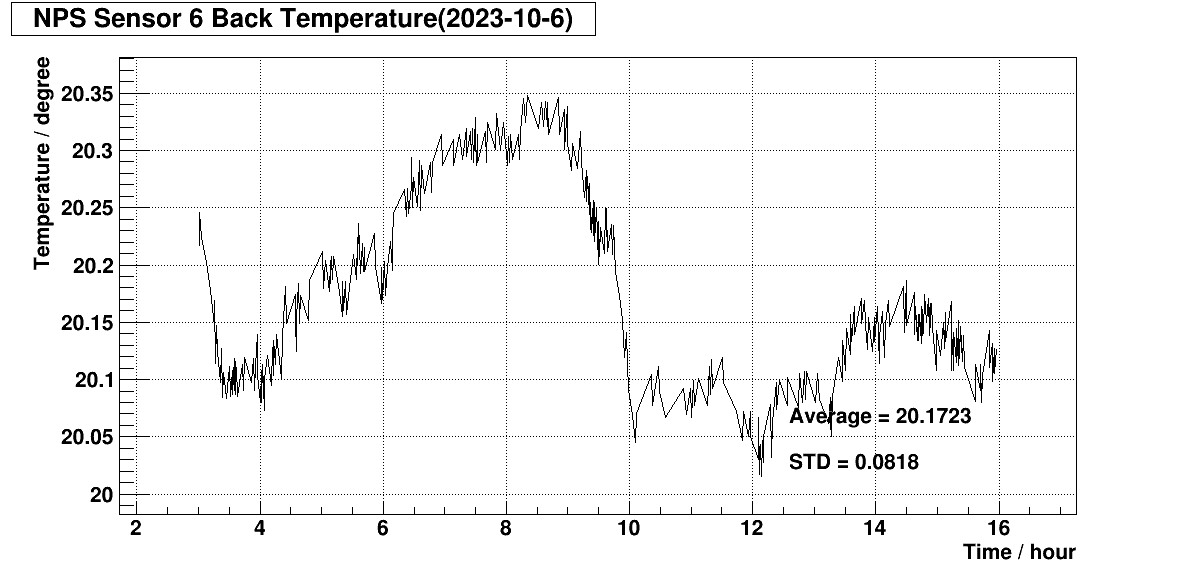 NPS Sensor 6 Back Temperature(2023-10-6)
Temperature / degree
20.35
20.3
20.25
20.2
20.15
20.1
20.05
20
Average = 20.1723
STD = 0.0818
2 4 6 8 10 12 14 16
Time / hour